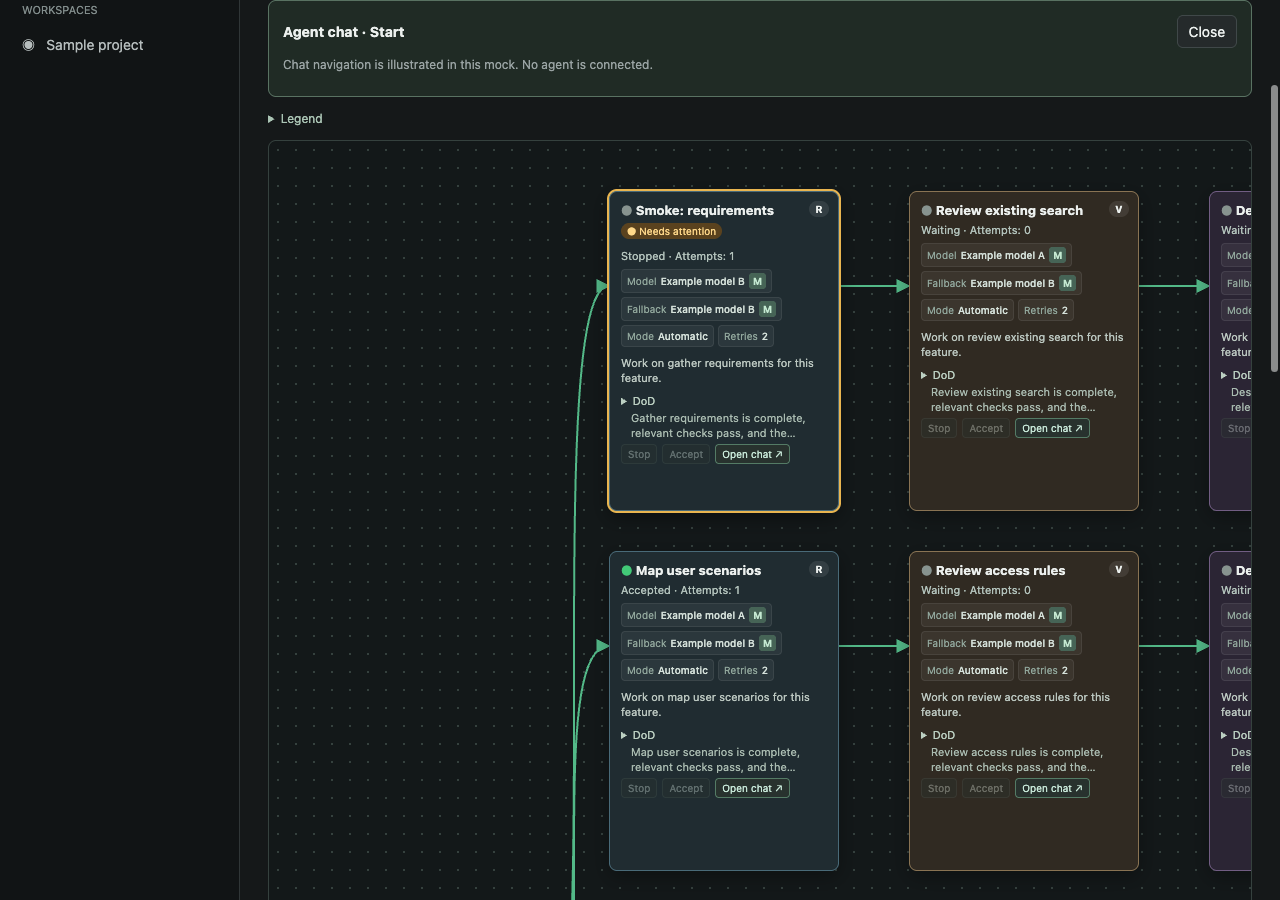 WORKSPACES
Sample project
Agent chat · Start
Close
Chat navigation is illustrated in this mock. No agent is connected.
Legend
Smoke: requirements
R
Needs attention
Stopped · Attempts: 1
Model Example model B M
Fallback Example model B M
Mode Automatic Retries 2
Work on gather requirements for this
feature.
DoD
Gather requirements is complete,
relevant checks pass, and the…
Stop Accept Open chat ↗
Review existing search
V
Waiting · Attempts: 0
Model Example model A M
Fallback Example model B M
Mode Automatic Retries 2
Work on review existing search for this
feature.
DoD
Review existing search is complete,
relevant checks pass, and the…
Stop Accept Open chat ↗
Work
DoD
Stop
Map user scenarios
R
Accepted · Attempts: 1
Model Example model A M
Fallback Example model B M
Mode Automatic Retries 2
Work on map user scenarios for this
feature.
DoD
Map user scenarios is complete,
relevant checks pass, and the…
Stop Accept Open chat ↗
Review access rules
V
Waiting · Attempts: 0
Model Example model A M
Fallback Example model B M
Mode Automatic Retries 2
Work on review access rules for this
feature.
DoD
Review access rules is complete,
relevant checks pass, and the…
Stop Accept Open chat ↗
Work
DoD
Stop